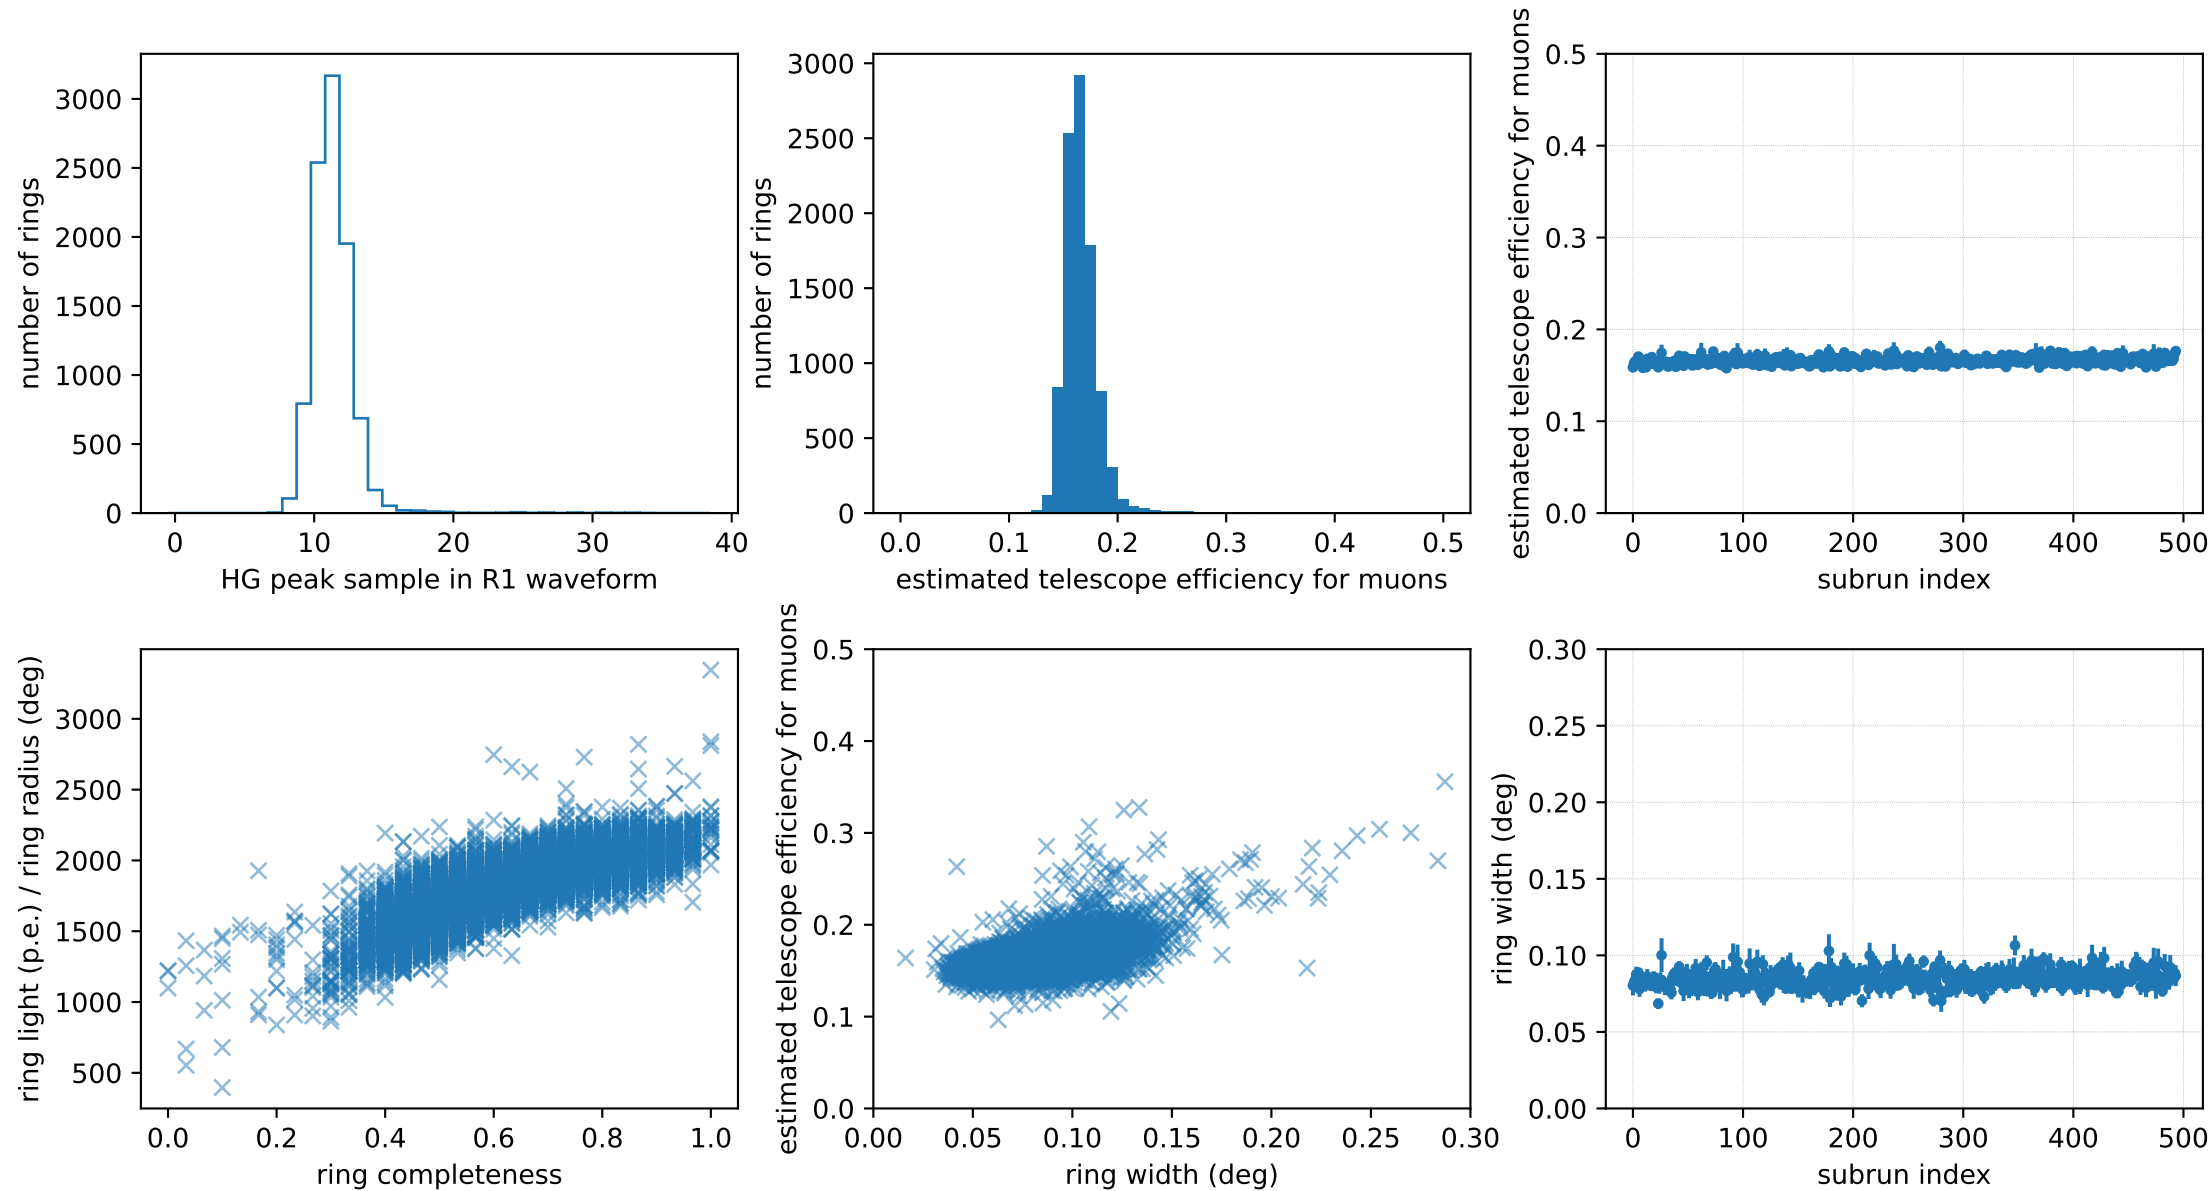 number of rings
3000
2500
2000
1500
1000
500
0
0 10 20 30 40
HG peak sample in R1 waveform
number of rings
3000
2500
2000
1500
1000
500
0
0.0 0.1 0.2 0.3 0.4 0.5
estimated telescope efficiency for muons
estimated telescope efficiency for muons
0.5
0.4
0.3
0.2
0.1
0.0
0 100 200 300 400 500
subrun index
ring light (p.e.) / ring radius (deg)
3000
2500
2000
1500
1000
500
0.0 0.2 0.4 0.6 0.8 1.0
ring completeness
estimated telescope efficiency for muons
0.5
0.4
0.3
0.2
0.1
0.0
0.00 0.05 0.10 0.15 0.20 0.25 0.30
ring width (deg)
ring width (deg)
0.30
0.25
0.20
0.15
0.10
0.05
0.00
0 100 200 300 400 500
subrun index